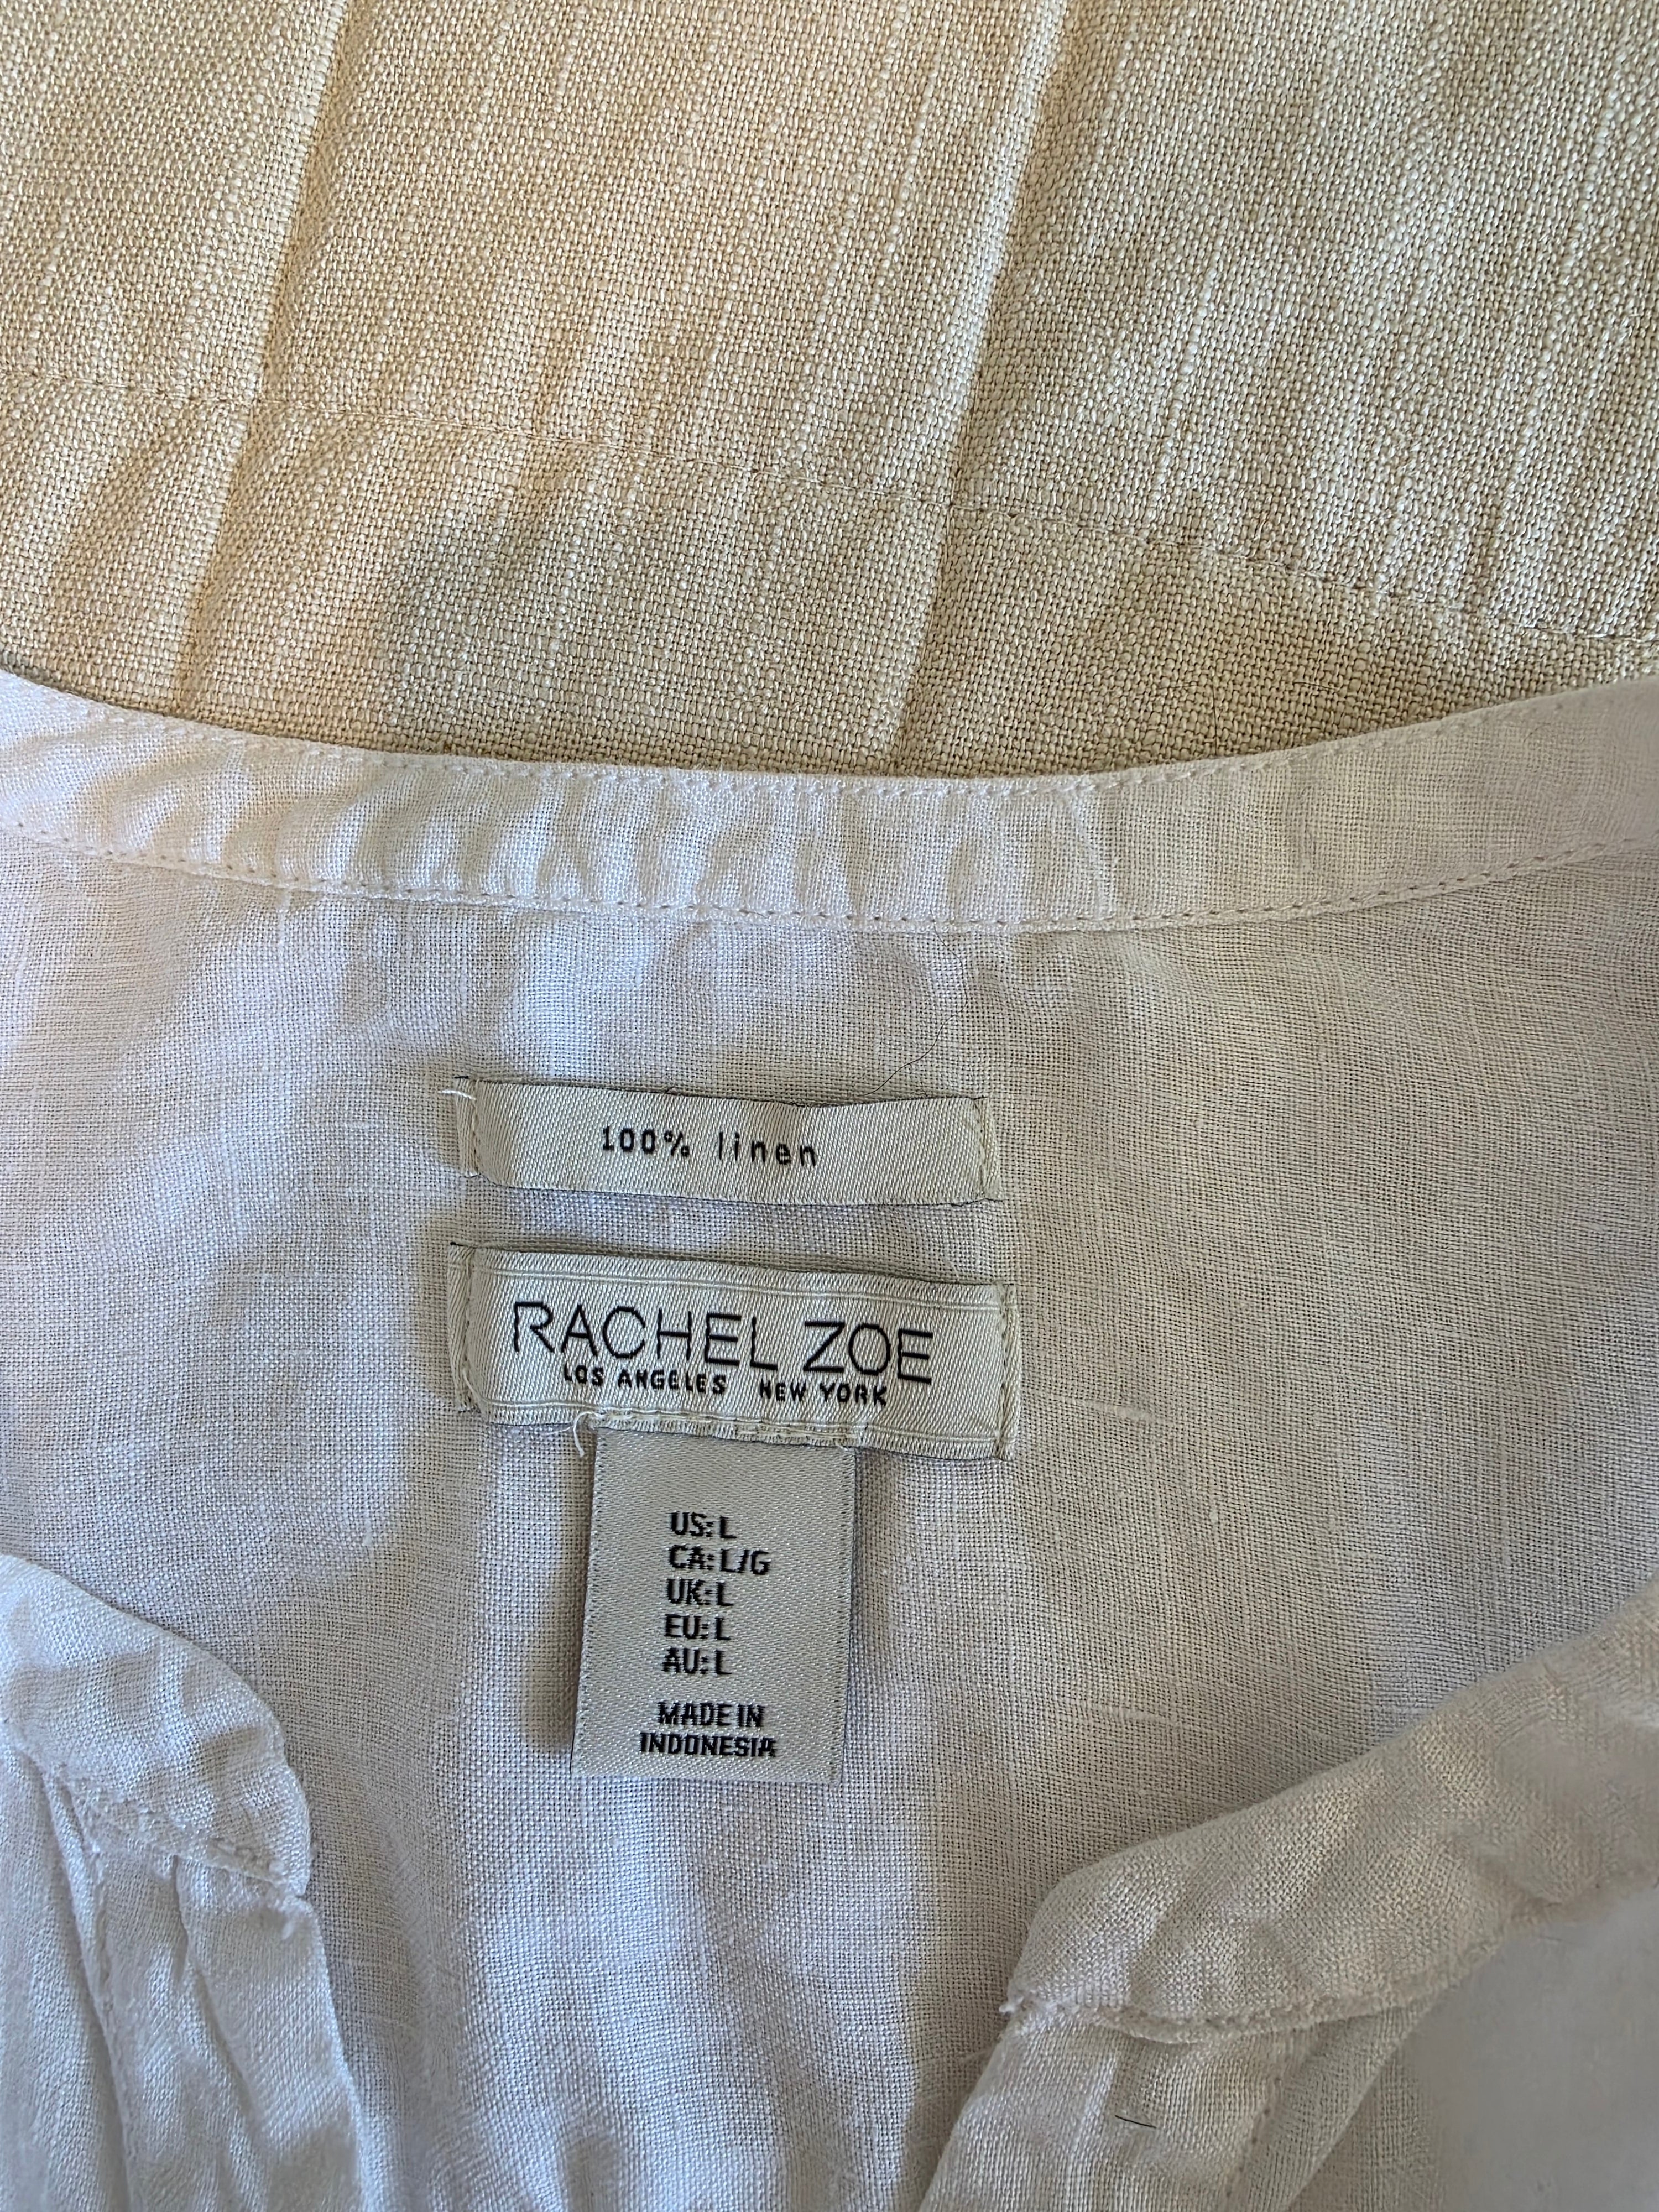 100% linen
RACHEL ZOE
LOS ANGELES NEW YORK
US: L
CA: L/G
UK: L
EU: L
AU: L
MADE IN
INDONESIA